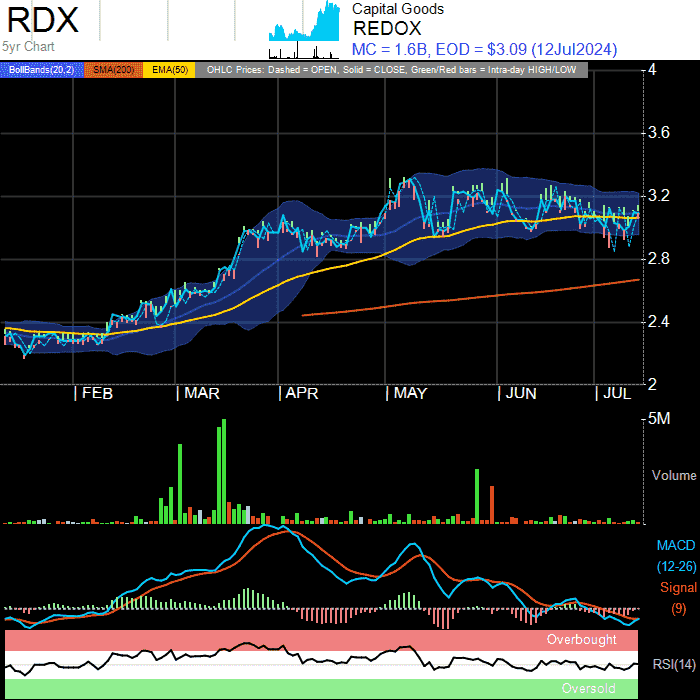 RDX
5yr Chart
Capital Goods
REDOX
MC = 1.6B, EOD = $3.09 (12Jul2024)
BollBands(20,2) SMA(200) EMA(50) OHLC Prices: Dashed = OPEN, Solid = CLOSE, Green/Red bars = Intra-day HIGH/LOW
4
3.6
3.2
2.8
2.4
2
| FEB | MAR | APR | MAY | JUN | JUL
5M
Volume
MACD
(12-26)
Signal
(9)
Overbought
RSI(14)
Oversold